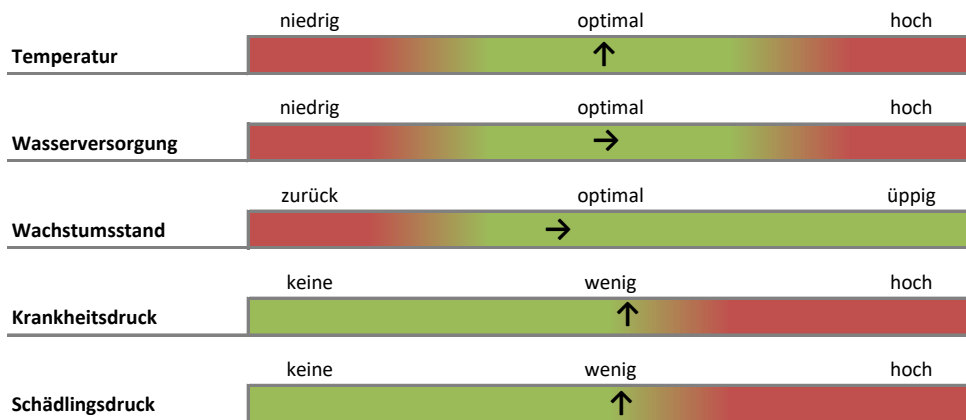 niedrig optimal hoch
Temperatur
niedrig optimal hoch
Wasserversorgung
zurück optimal üppig
Wachstumsstand
keine wenig hoch
Krankheitsdruck
keine wenig hoch
Schädlingsdruck